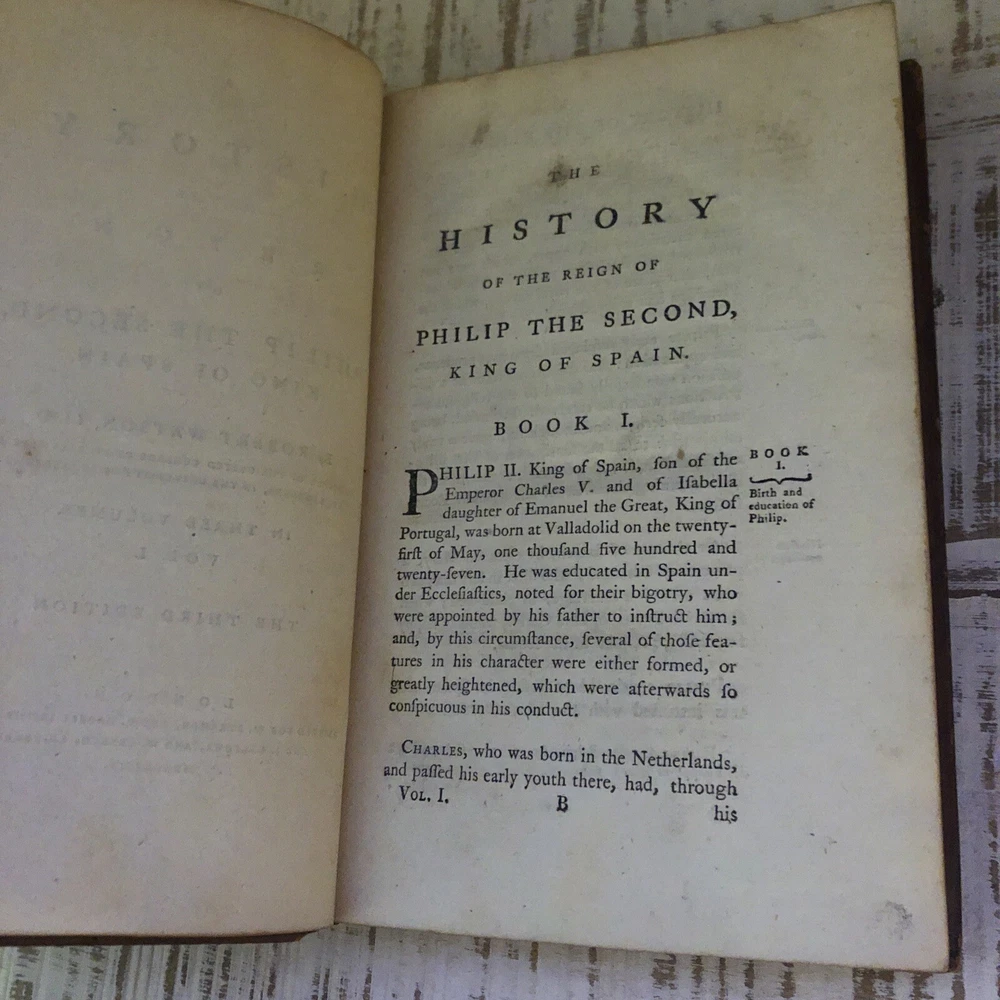 THE
HISTORY
OF THE REIGN OF
PHILIP THE SECOND,
KING OF SPAIN.
BOOK I.
PHILIP II. King of Spain, ſon of the
Emperor Charles V. and of Iſabella
daughter of Emanuel the Great, King of
Portugal, was born at Valladolid on the twenty-
firſt of May, one thouſand five hundred and
twenty-ſeven. He was educated in Spain un-
der Eccleſiaſtics, noted for their bigotry, who
were appointed by his father to inſtruct him;
and, by this circumſtance, ſeveral of thoſe fea-
tures in his character were either formed, or
greatly heightened, which were afterwards ſo
conſpicuous in his conduct.
CHARLES, who was born in the Netherlands,
and paſſed his early youth there, had, through
VOL. I. B his
BOOK
I.
Birth and
education of
Philip.